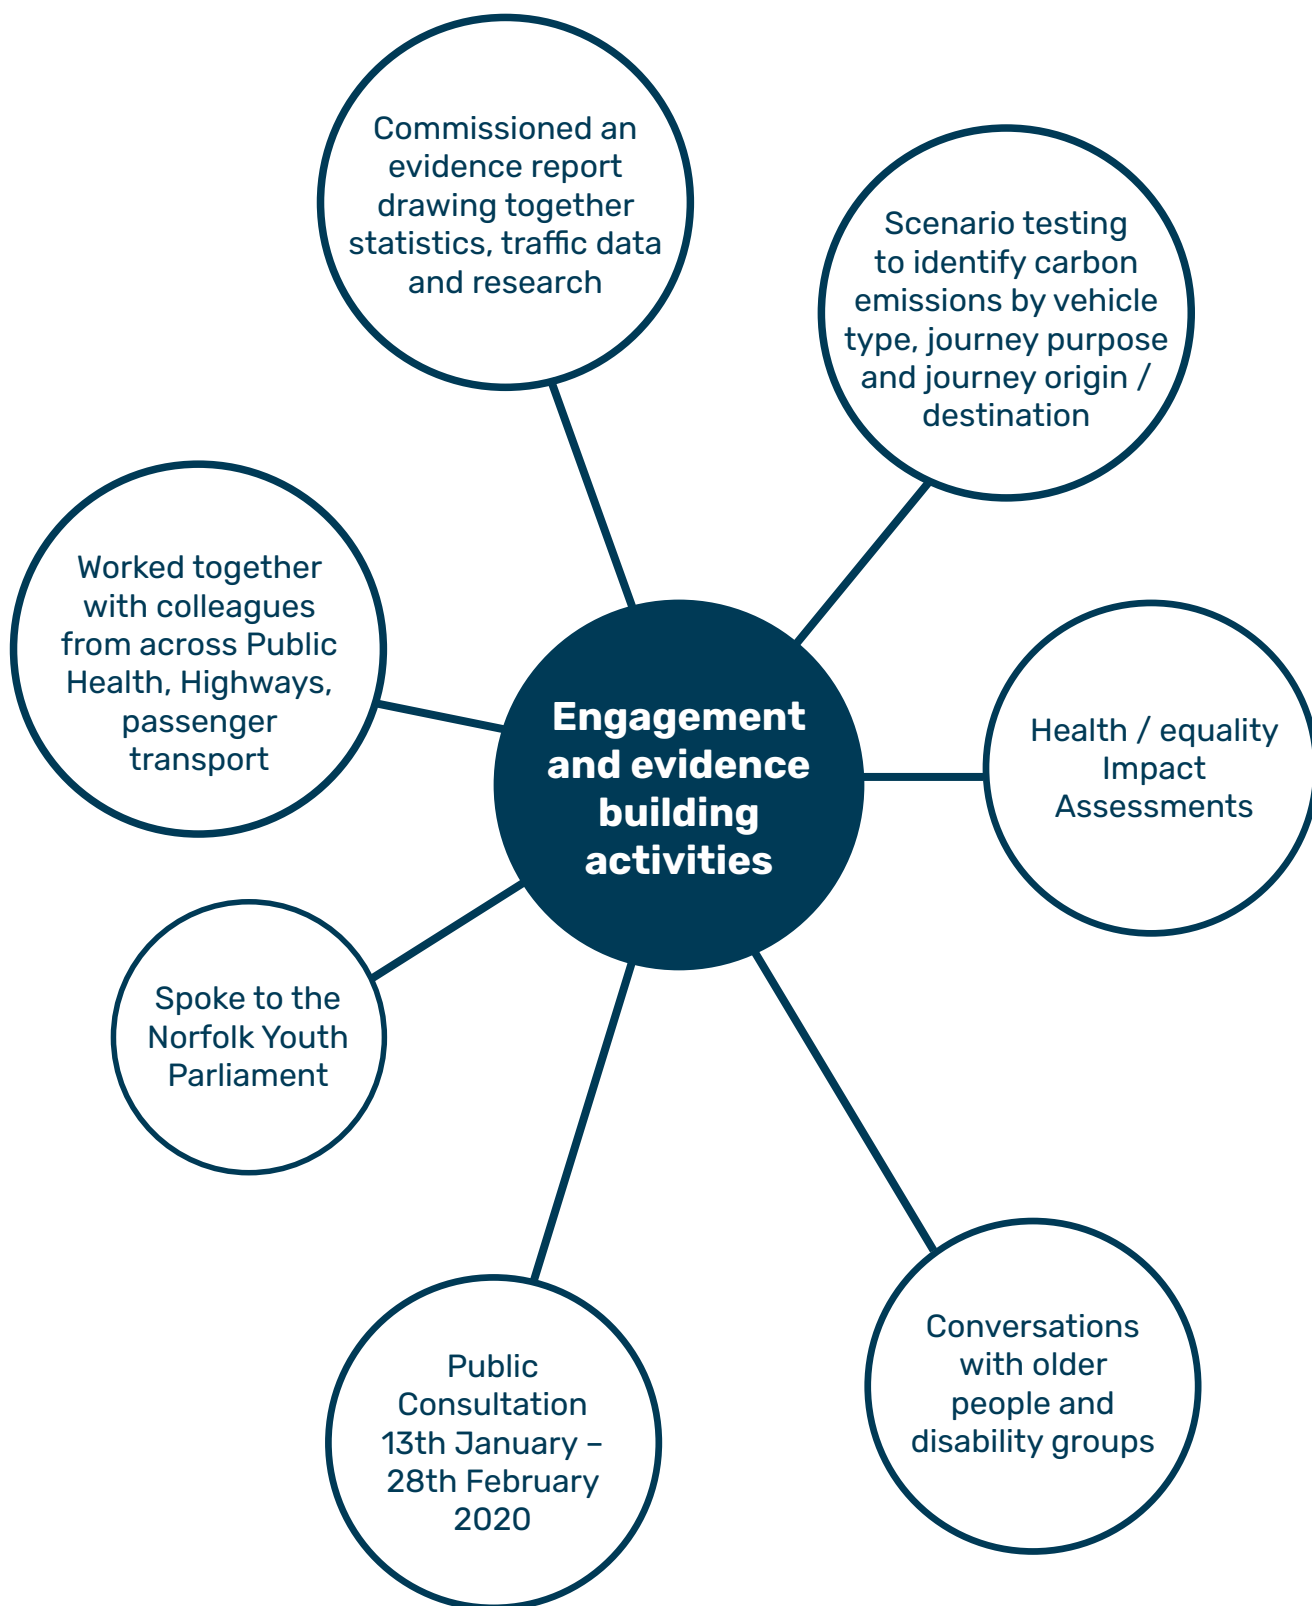 Commissioned an
evidence report
drawing together
statistics, traffic data
and research
Scenario testing
to identify carbon
emissions by vehicle
type, journey purpose
and journey origin /
destination
Worked together
with colleagues
from across Public
Health, Highways,
passenger
transport
Engagement
and evidence
building
activities
Health / equality
Impact
Assessments
Spoke to the
Norfolk Youth
Parliament
Conversations
with older
people and
disability groups
Public
Consultation
13th January –
28th February
2020